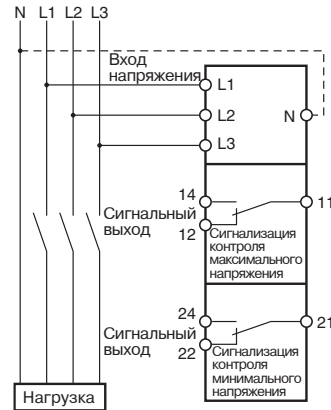 N L1 L2 L3
Вход
напряжения
L1
L2
N
L3
14
11
Сигнальный
выход
12
Сигнализация
контроля
максимального
напряжения
24
21
Сигнальный
выход
22
Сигнализация
контроля
минимального
напряжения
Нагрузка